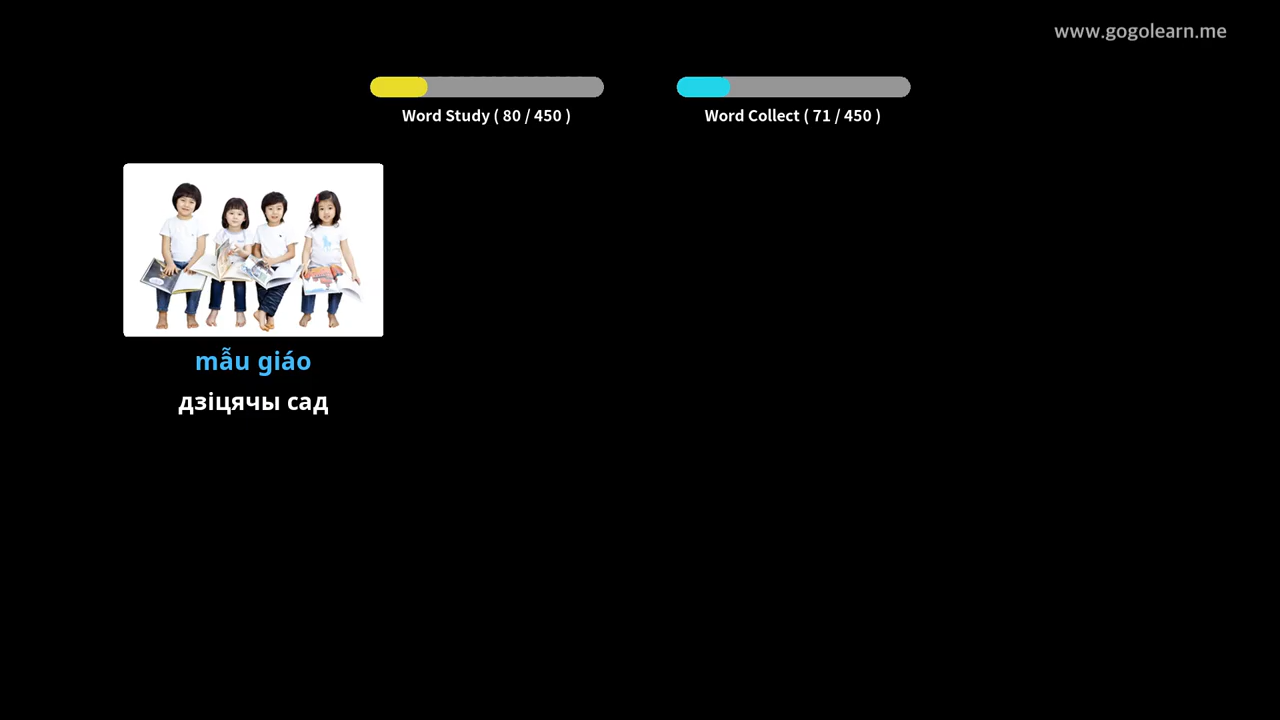 www.gogolearn.me
Word Study ( 80 / 450 )
Word Collect ( 71 / 450 )
mẫu giáo
дзіцячы сад